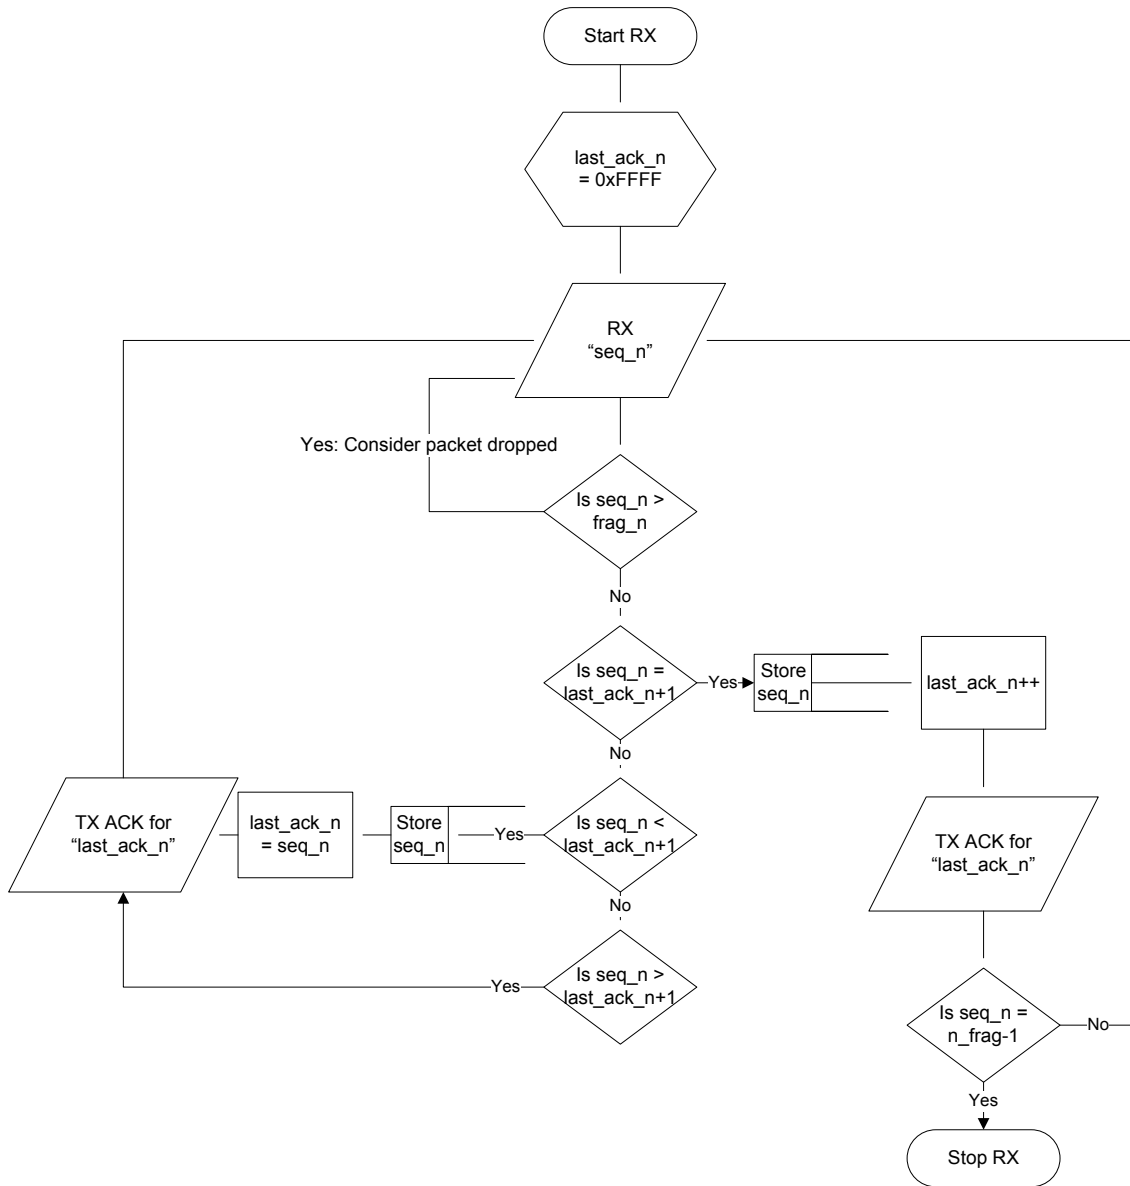 Start RX
last_ack_n
= 0xFFFF
RX
“seq_n”
Yes: Consider packet dropped
Is seq_n >
frag_n
No
Is seq_n =
last_ack_n+1
Yes
Store
seq_n
last_ack_n++
No
TX ACK for
“last_ack_n”
last_ack_n
= seq_n
Store
seq_n
Yes
Is seq_n <
last_ack_n+1
TX ACK for
“last_ack_n”
No
Yes
Is seq_n >
last_ack_n+1
Is seq_n =
n_frag-1
No
Yes
Stop RX